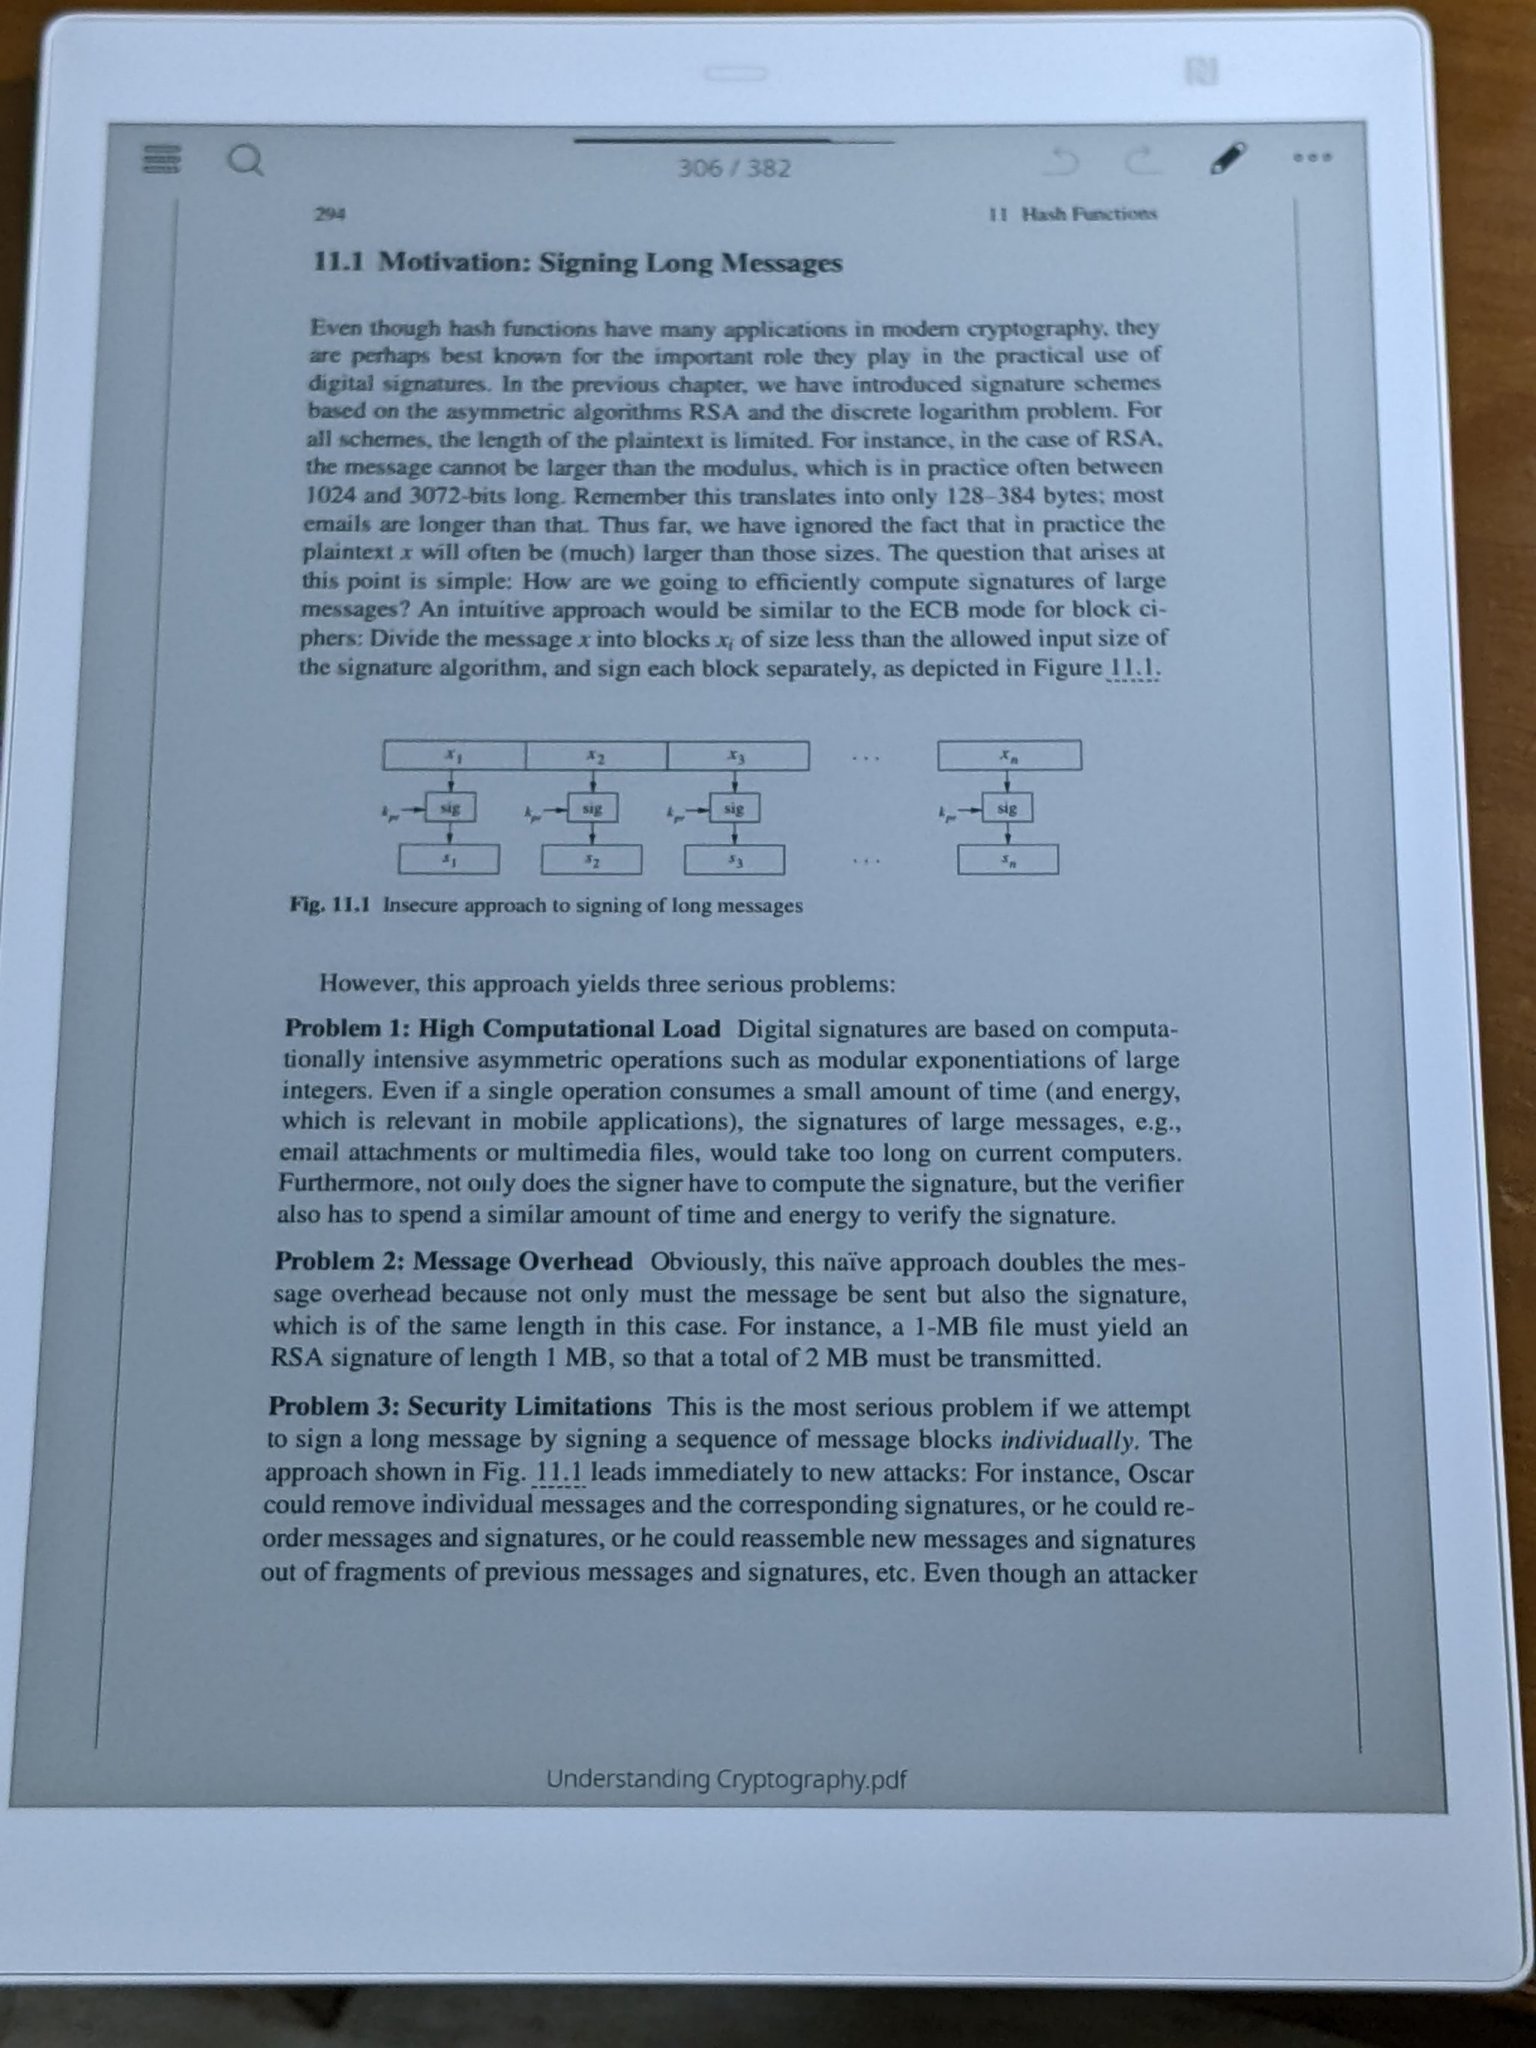 306 / 382
294
11 Hash Functions
11.1 Motivation: Signing Long Messages
Even though hash functions have many applications in modern cryptography, they
are perhaps best known for the important role they play in the practical use of
digital signatures. In the previous chapter, we have introduced signature schemes
based on the asymmetric algorithms RSA and the discrete logarithm problem. For
all schemes, the length of the plaintext is limited. For instance, in the case of RSA,
the message cannot be larger than the modulus, which is in practice often between
1024 and 3072-bits long. Remember this translates into only 128–384 bytes; most
emails are longer than that. Thus far, we have ignored the fact that in practice the
plaintext x will often be (much) larger than those sizes. The question that arises at
this point is simple: How are we going to efficiently compute signatures of large
messages? An intuitive approach would be similar to the ECB mode for block ci-
phers: Divide the message x into blocks xi of size less than the allowed input size of
the signature algorithm, and sign each block separately, as depicted in Figure 11.1.
x1 x2 x3 ... xn
kpr sig kpr sig kpr sig kpr sig
s1 s2 s3 ... sn
Fig. 11.1 Insecure approach to signing of long messages
However, this approach yields three serious problems:
Problem 1: High Computational Load Digital signatures are based on computa-
tionally intensive asymmetric operations such as modular exponentiations of large
integers. Even if a single operation consumes a small amount of time (and energy,
which is relevant in mobile applications), the signatures of large messages, e.g.,
email attachments or multimedia files, would take too long on current computers.
Furthermore, not only does the signer have to compute the signature, but the verifier
also has to spend a similar amount of time and energy to verify the signature.
Problem 2: Message Overhead Obviously, this naïve approach doubles the mes-
sage overhead because not only must the message be sent but also the signature,
which is of the same length in this case. For instance, a 1-MB file must yield an
RSA signature of length 1 MB, so that a total of 2 MB must be transmitted.
Problem 3: Security Limitations This is the most serious problem if we attempt
to sign a long message by signing a sequence of message blocks individually. The
approach shown in Fig. 11.1 leads immediately to new attacks: For instance, Oscar
could remove individual messages and the corresponding signatures, or he could re-
order messages and signatures, or he could reassemble new messages and signatures
out of fragments of previous messages and signatures, etc. Even though an attacker
Understanding Cryptography.pdf